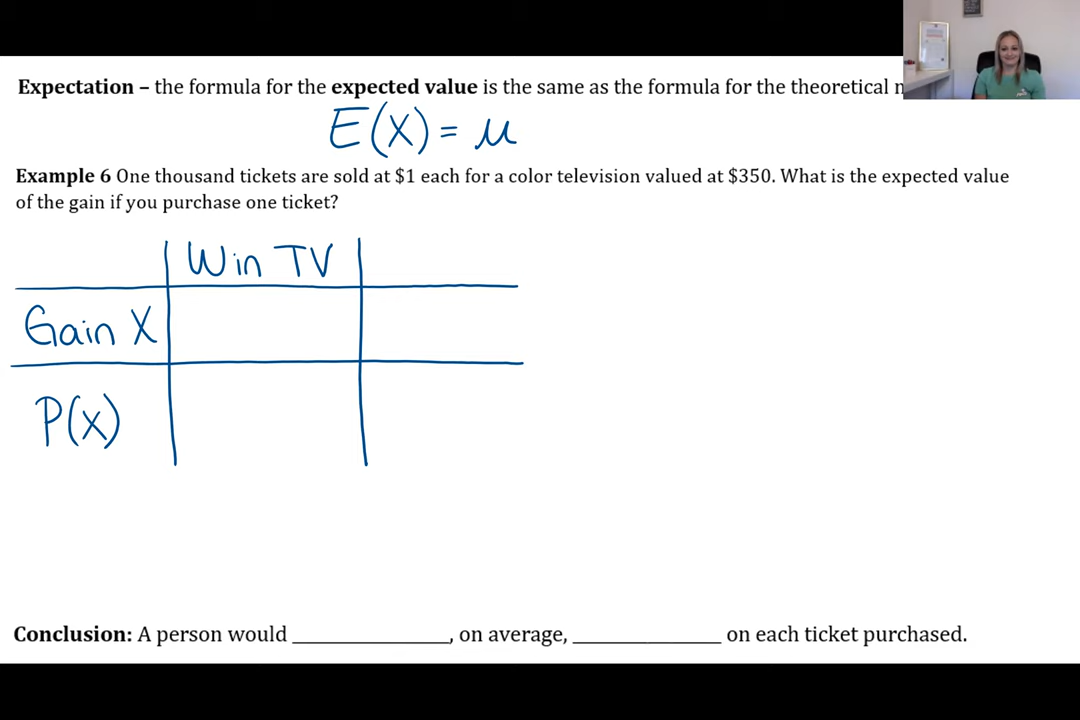 Expectation – the formula for the expected value is the same as the formula for the theoretical
E(X) = μ
Example 6 One thousand tickets are sold at $1 each for a color television valued at $350. What is the expected value
of the gain if you purchase one ticket?
Win TV
Gain X
P(X)
Conclusion: A person would ______________, on average, ______________ on each ticket purchased.